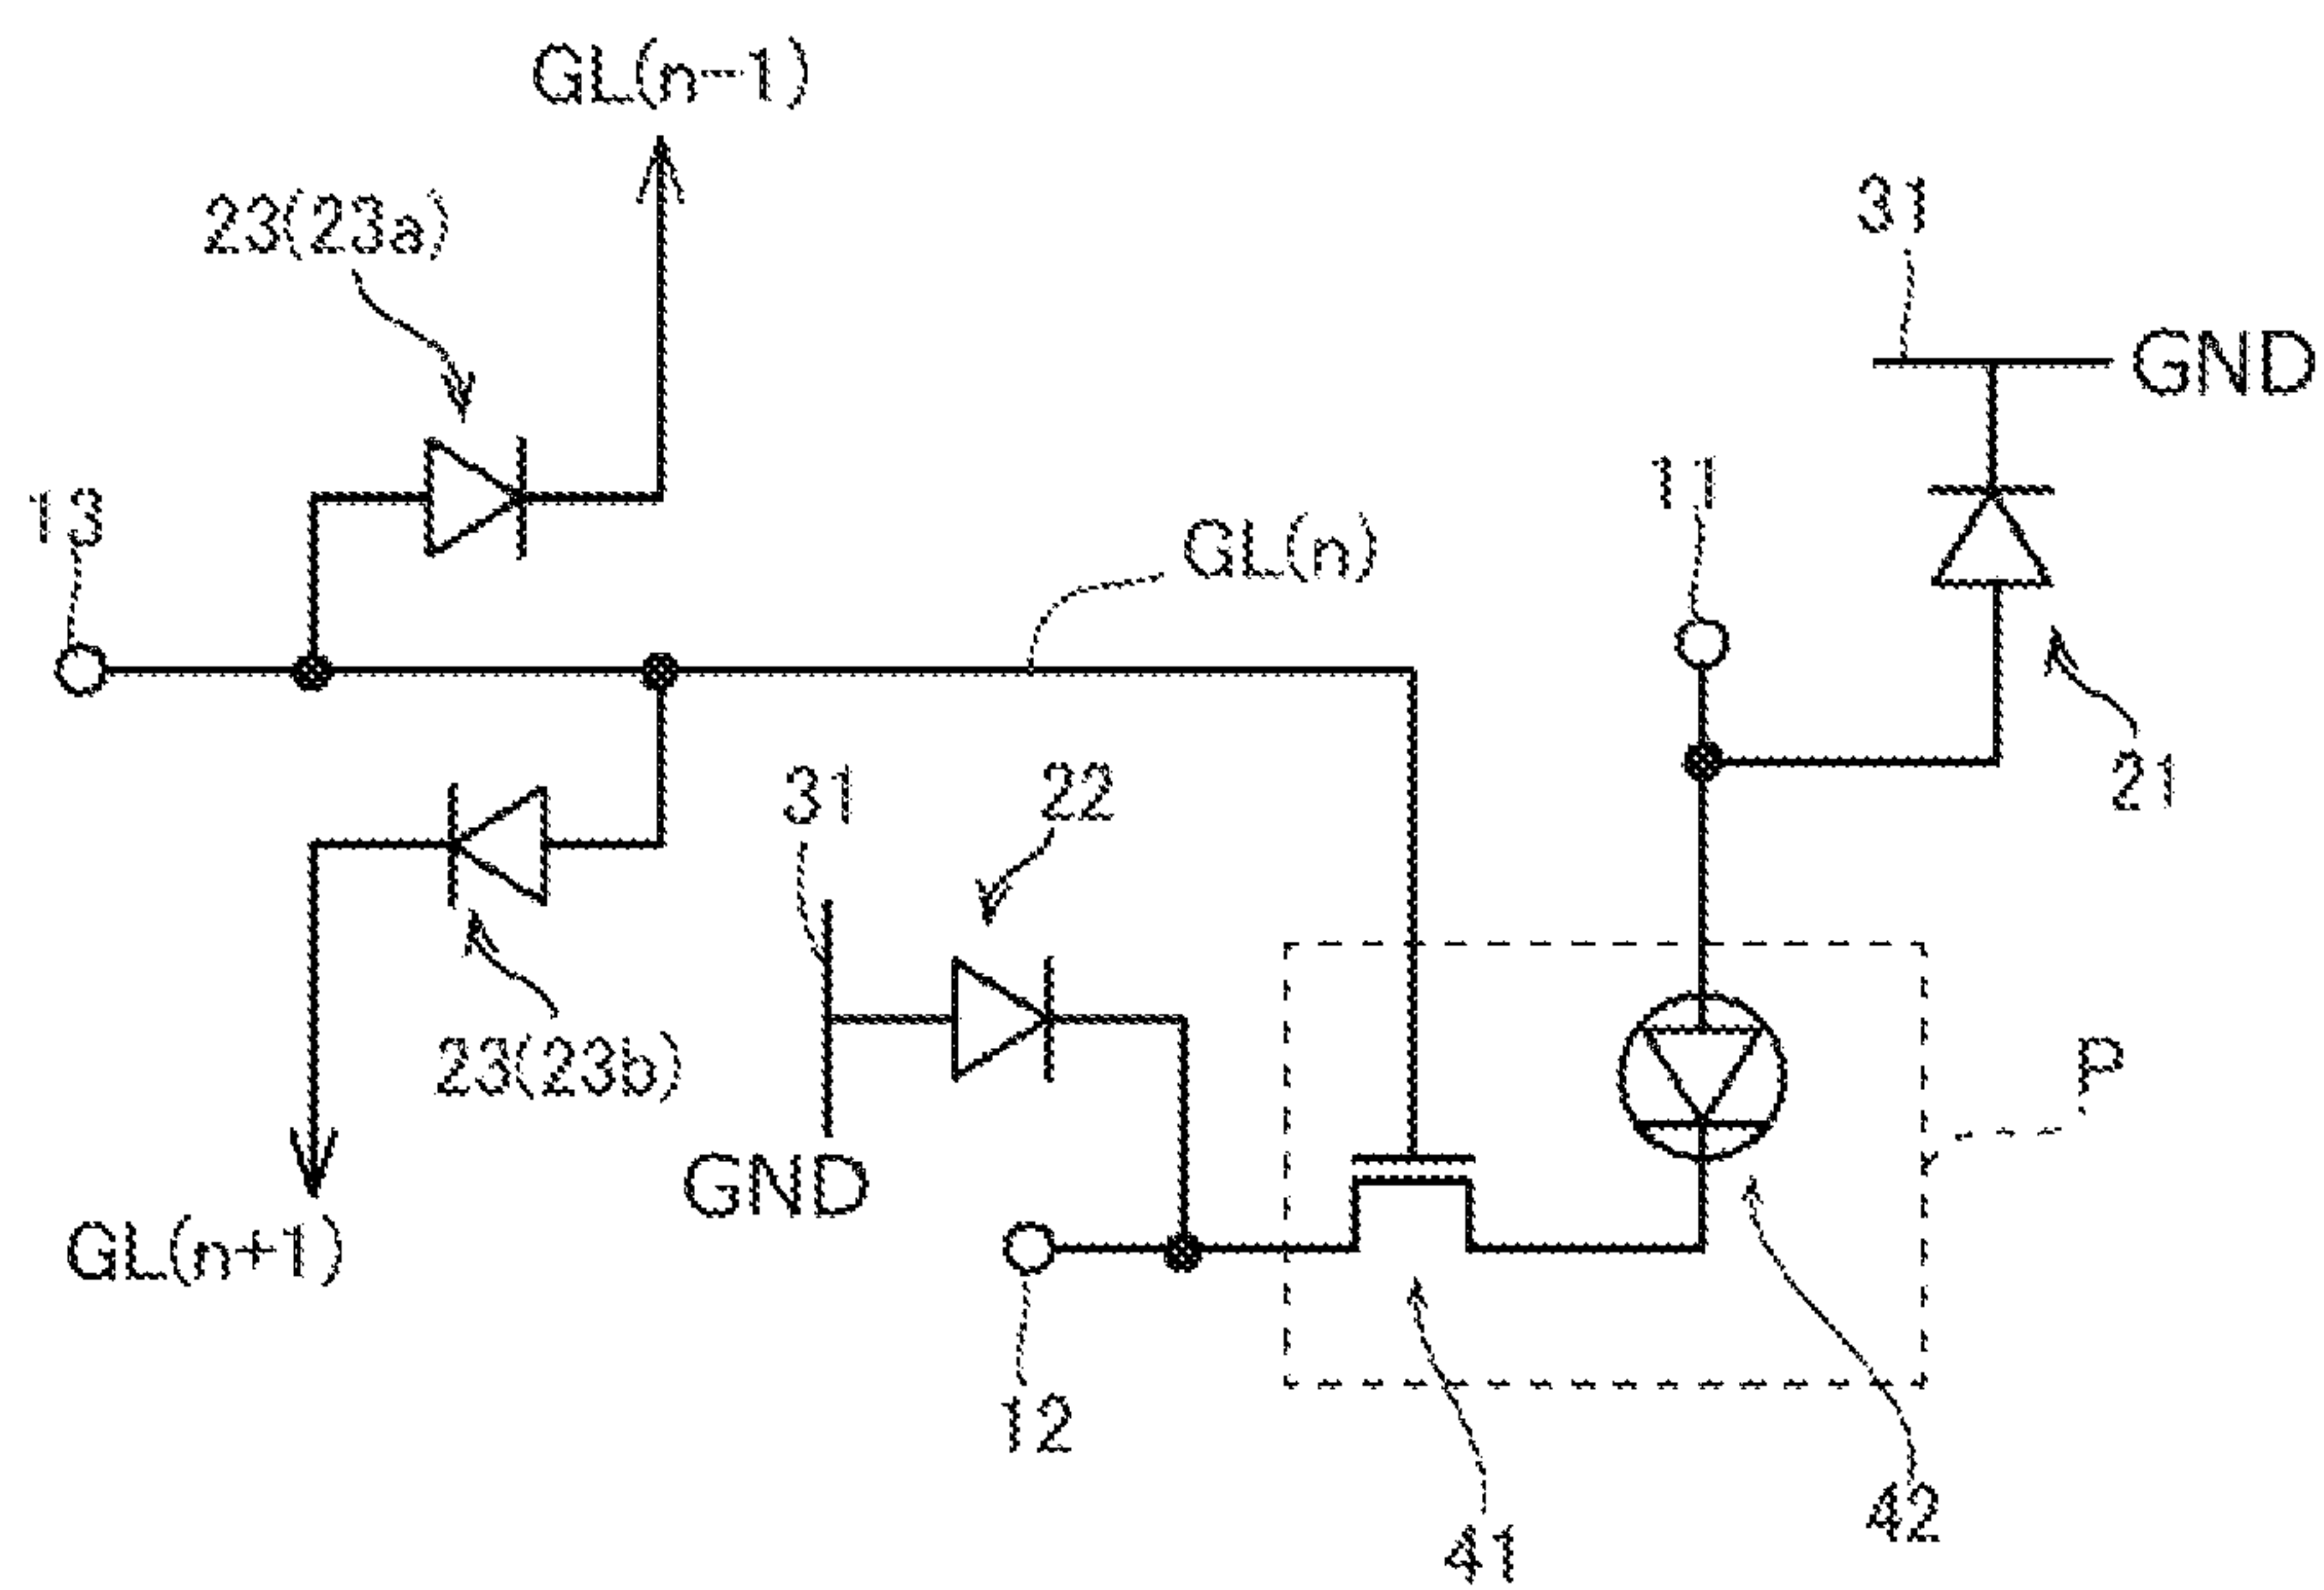 GL(n-1)
23(23a)
31
GND
13
11
GL(n)
31
22
21
23(23b)
P
GND
GL(n+1)
12
42
41